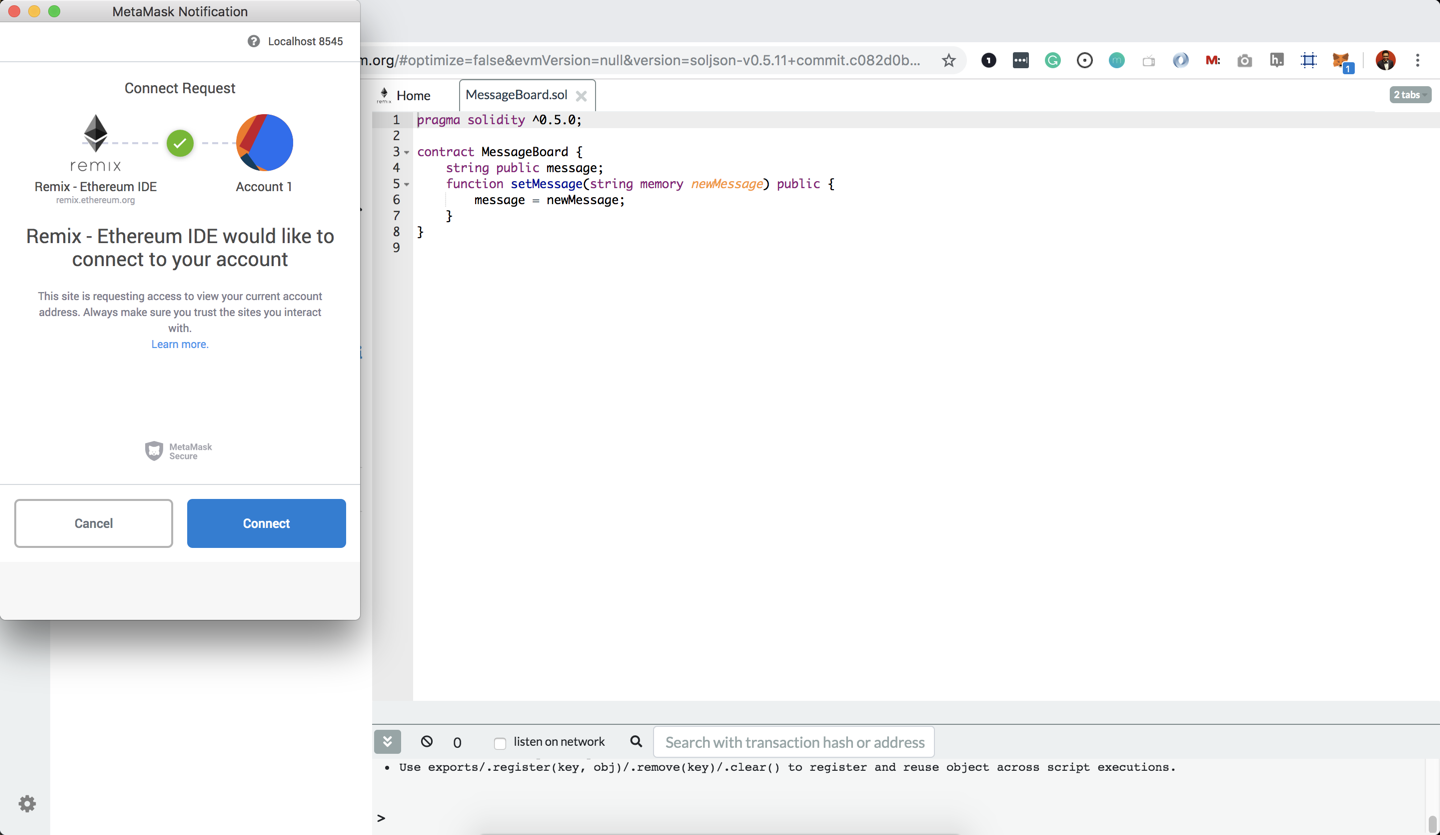 MetaMask Notification
? Localhost 8545
Connect Request
remix
Remix - Ethereum IDE
remix.ethereum.org
Account 1
Remix - Ethereum IDE would like to
connect to your account
This site is requesting access to view your current account
address. Always make sure you trust the sites you interact
with.
Learn more.
MetaMask
Secure
Cancel
Connect
m.org/#optimize=false&evmVersion=null&version=soljson-v0.5.11+commit.c082d0b...
1
G
m
M:
h.
1
remix
Home
MessageBoard.sol
2 tabs
1 pragma solidity ^0.5.0;
2
3 contract MessageBoard {
4 string public message;
5 function setMessage(string memory newMessage) public {
6 message = newMessage;
7 }
8 }
9
0 listen on network Search with transaction hash or address
• Use exports/.register(key, obj)/.remove(key)/.clear() to register and reuse object across script executions.
>